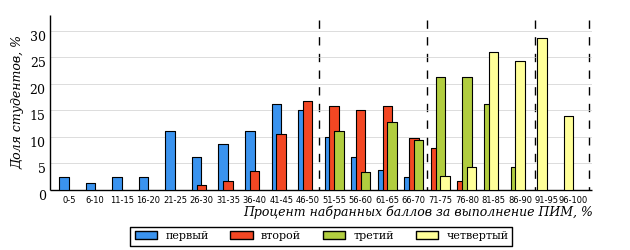 Доля студентов, %
30
25
20
15
10
5
0
0-5 6-10 11-15 16-20 21-25 26-30 31-35 36-40 41-45 46-50 51-55 56-60 61-65 66-70 71-75 76-80 81-85 86-90 91-95 96-100
Процент набранных баллов за выполнение ПИМ, %
первый второй третий четвертый